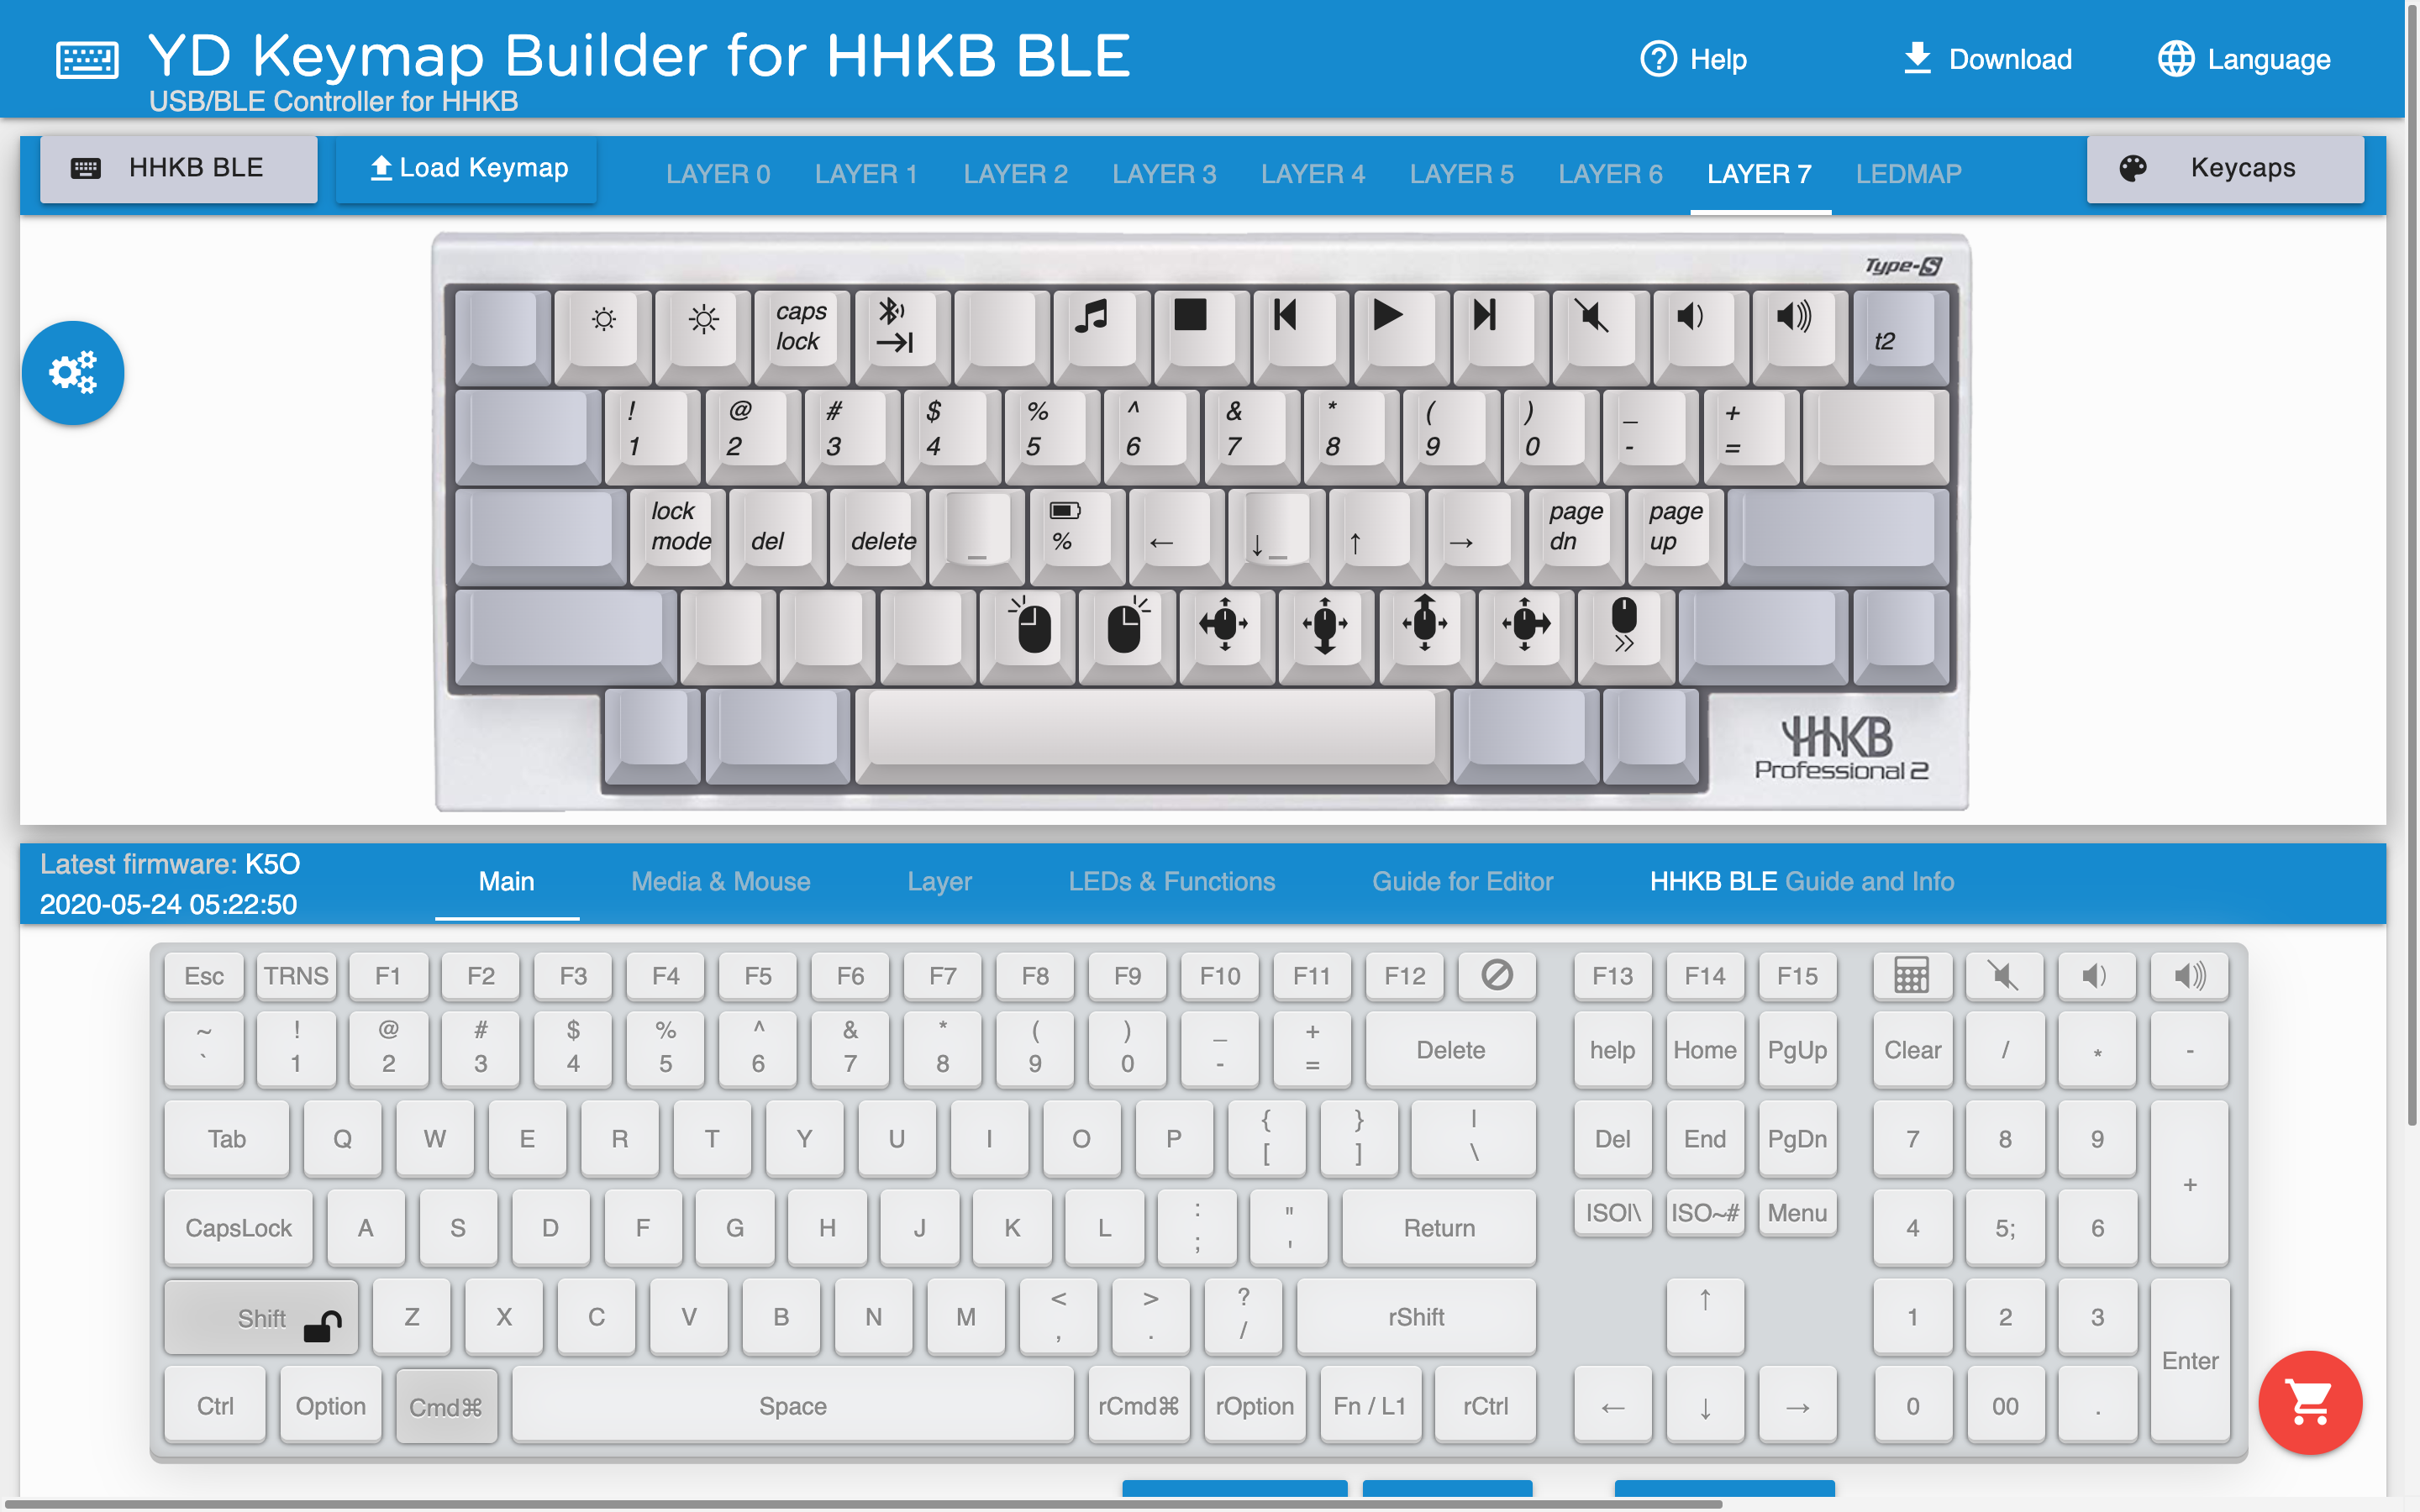 YD Keymap Builder for HHKB BLE
USB/BLE Controller for HHKB
Help
Download
Language
HHKB BLE
Load Keymap
LAYER 0
LAYER 1
LAYER 2
LAYER 3
LAYER 4
LAYER 5
LAYER 6
LAYER 7
LEDMAP
Keycaps
Type-S
caps
lock
t2
! @ # $ % ^ & * ( ) _ +
1 2 3 4 5 6 7 8 9 0 - =
lock
mode
del
delete
_
%
←
↓ _
↑
→
page
dn
page
up
HHKB
Professional 2
Latest firmware: K5O
2020-05-24 05:22:50
Main
Media & Mouse
Layer
LEDs & Functions
Guide for Editor
HHKB BLE Guide and Info
Esc TRNS F1 F2 F3 F4 F5 F6 F7 F8 F9 F10 F11 F12 F13 F14 F15
~ ! @ # $ % ^ & * ( ) _ +
` 1 2 3 4 5 6 7 8 9 0 - = Delete help Home PgUp Clear / * -
Tab Q W E R T Y U I O P { [ } ] | \ Del End PgDn 7 8 9 +
CapsLock A S D F G H J K L : ; " ' Return ISO|\ ISO~# Menu 4 5; 6
Shift Z X C V B N M < , > . ? / rShift ↑ 1 2 3 Enter
Ctrl Option Cmd⌘ Space rCmd⌘ rOption Fn / L1 rCtrl ← ↓ → 0 00 .